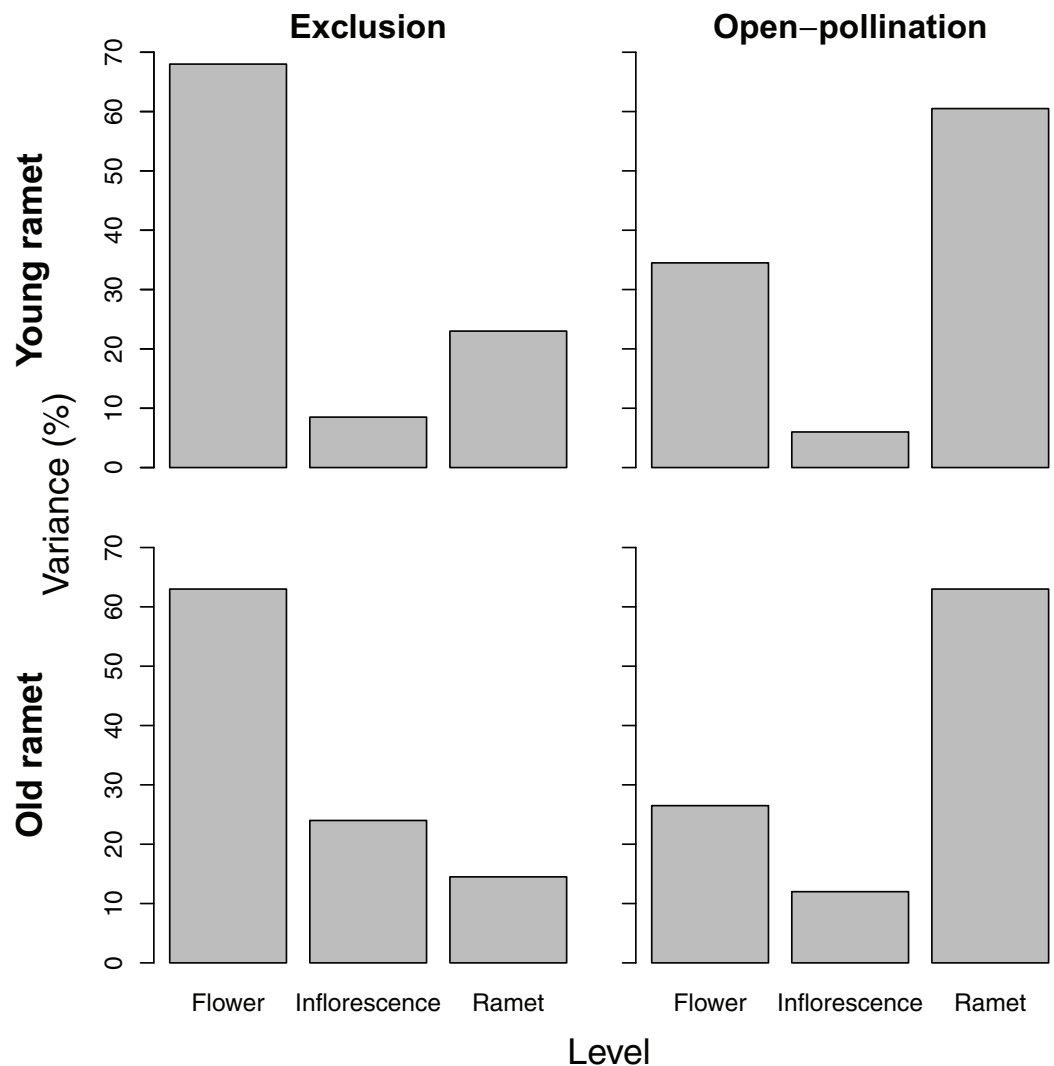 Exclusion
Open−pollination
Young ramet
Old ramet
Variance (%)
70
60
50
40
30
20
10
0
70
60
50
40
30
20
10
0
Flower Inflorescence Ramet
Flower Inflorescence Ramet
Level